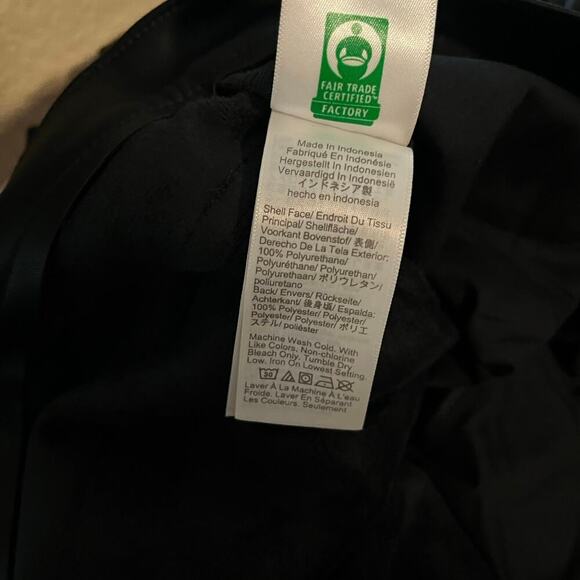 FAIR TRADE
CERTIFIED™
FACTORY
Made In Indonesia
Fabriqué En Indonésie
Hergestellt In Indonesien
Vervaardigd In Indonesië
インドネシア製
hecho en indonesia
Shell Face/ Endroit Du Tissu
Principal/ Shellfläche/
Voorkant Bovenstof/ 表側/
Derecho De La Tela Exterior:
100% Polyurethane/
Polyuréthane/ Polyurethan/
Polyurethaan/ ポリウレタン/
poliuretano
Back/ Envers/ Rückseite/
Achterkant/ 後身頃/ Espalda:
100% Polyester/ Polyester/
Polyester/ Polyester/ ポリエ
ステル/ poliéster
Machine Wash Cold, With
Like Colors. Non-chlorine
Bleach Only. Tumble Dry
Low. Iron On Lowest Setting.
30
Laver À La Machine À L'eau
Froide. Laver En Séparant
Les Couleurs. Seulement